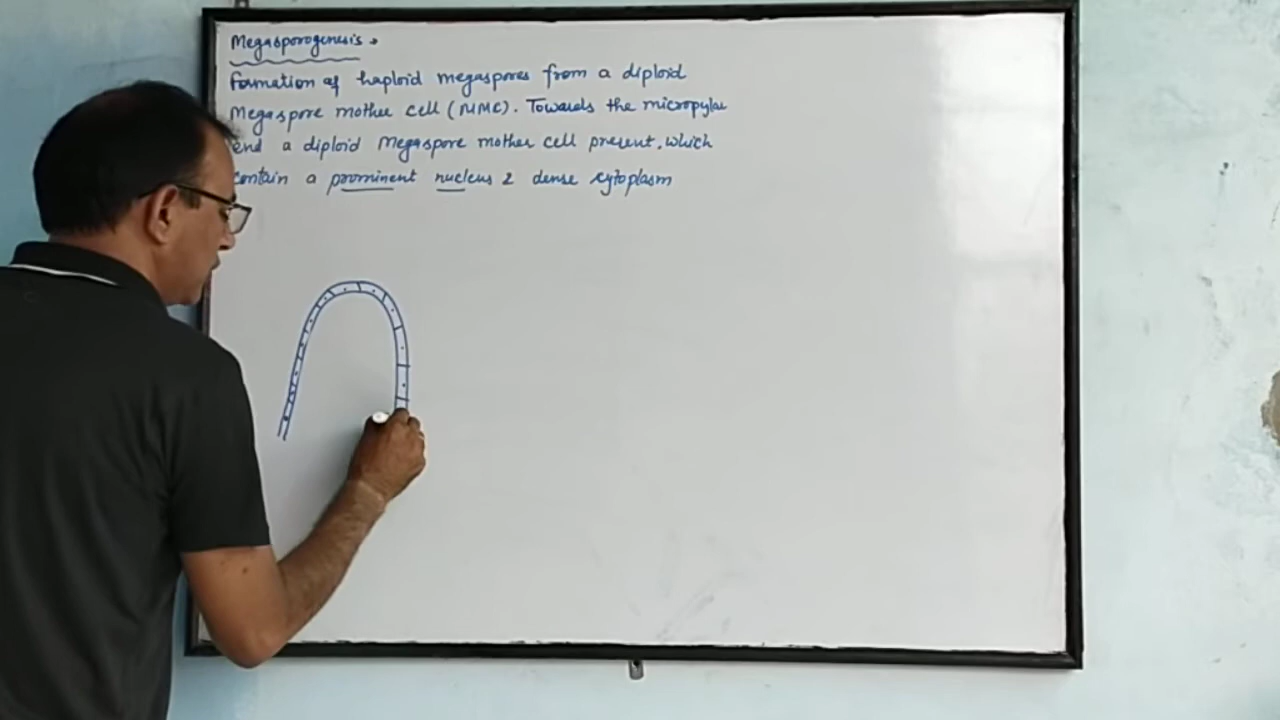 Megasporogenesis →
Formation of haploid megaspores from a diploid
Megaspore mother cell (MMC). Towards the micropylar
end a diploid Megaspore mother cell present, which
contain a prominent nucleus & dense cytoplasm